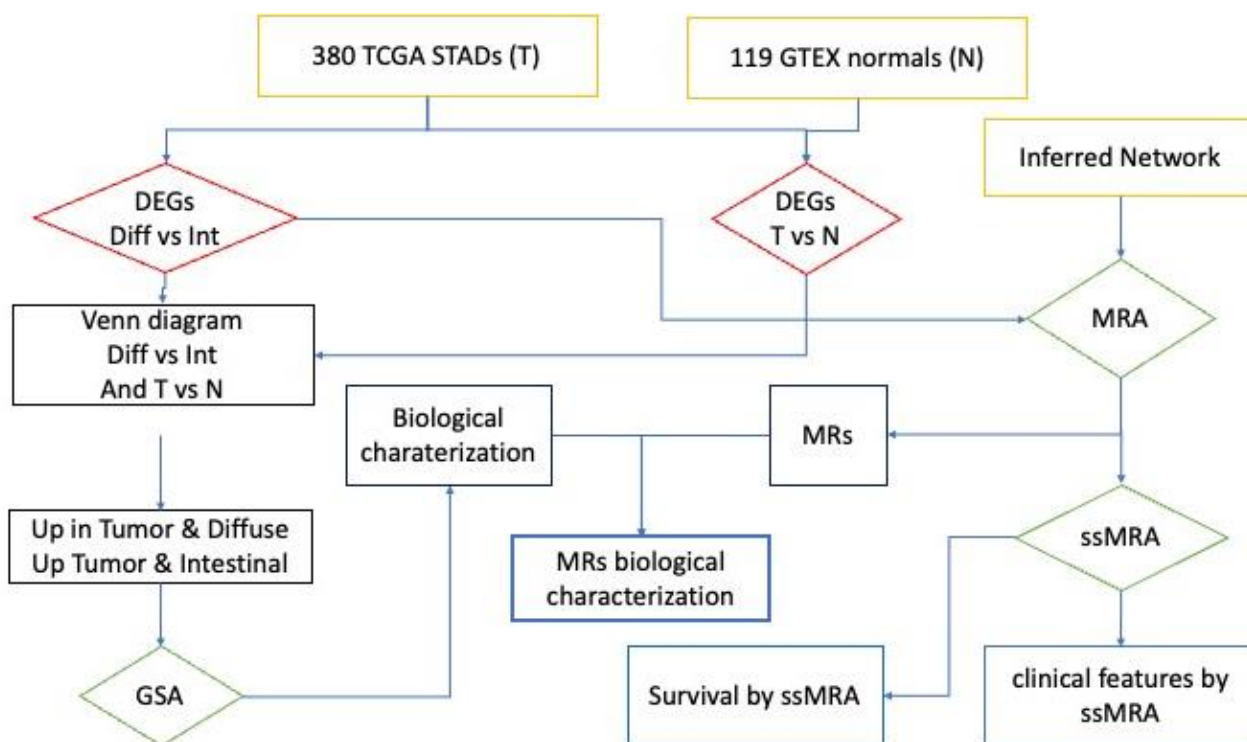 380 TCGA STADs (T)
119 GTEX normals (N)
Inferred Network
DEGs
Diff vs Int
DEGs
T vs N
MRA
Venn diagram
Diff vs Int
And T vs N
Biological
charaterization
MRs
Up in Tumor & Diffuse
Up Tumor & Intestinal
MRs biological
characterization
ssMRA
GSA
Survival by ssMRA
clinical features by
ssMRA